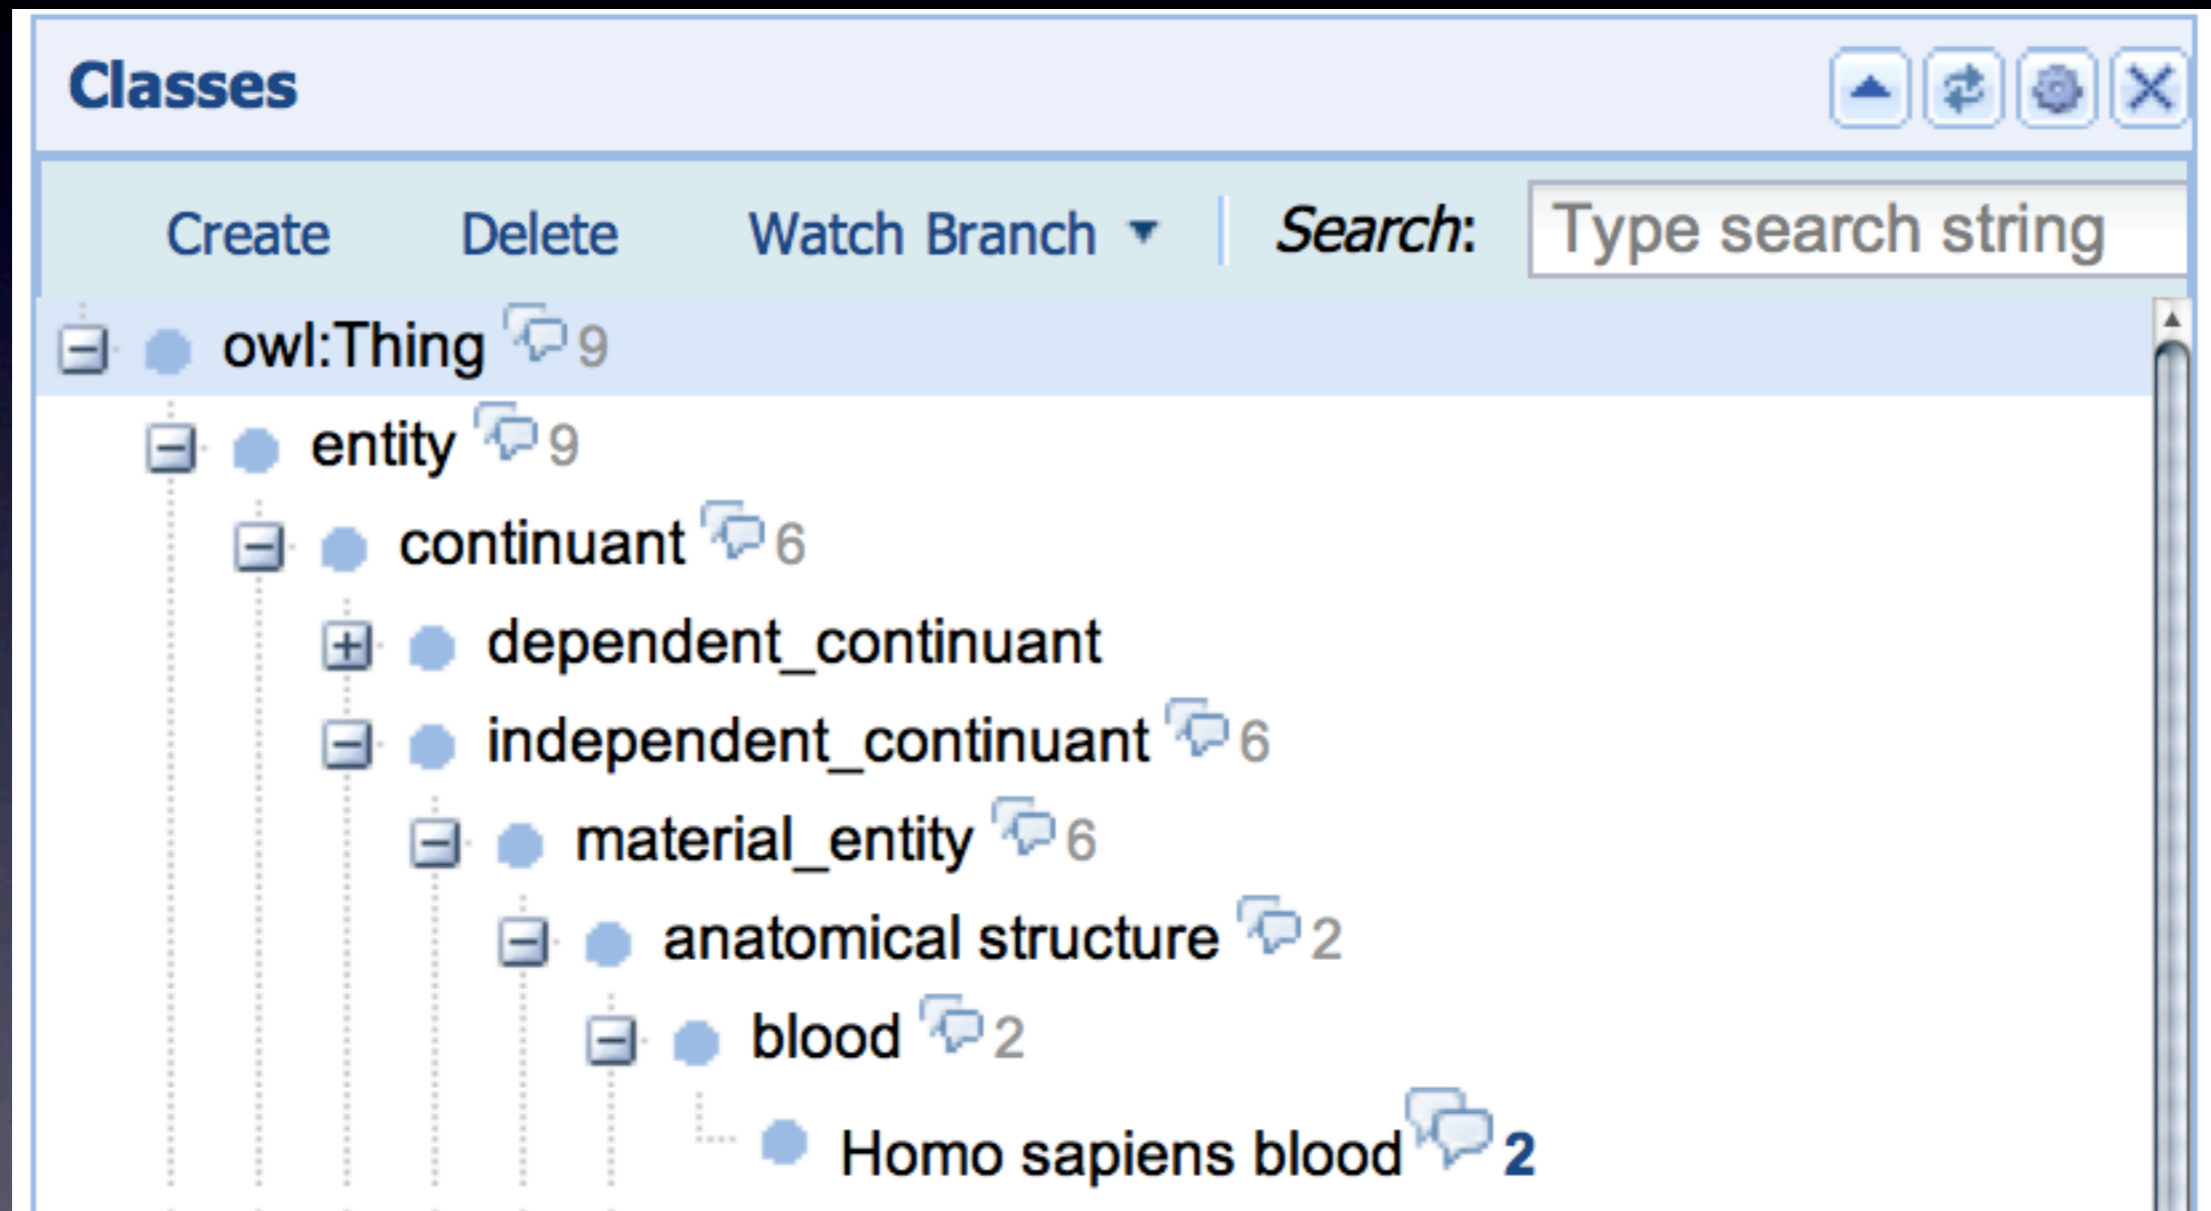 Classes
Create Delete Watch Branch Search: Type search string
owl:Thing 9
entity 9
continuant 6
dependent_continuant
independent_continuant 6
material_entity 6
anatomical structure 2
blood 2
Homo sapiens blood 2